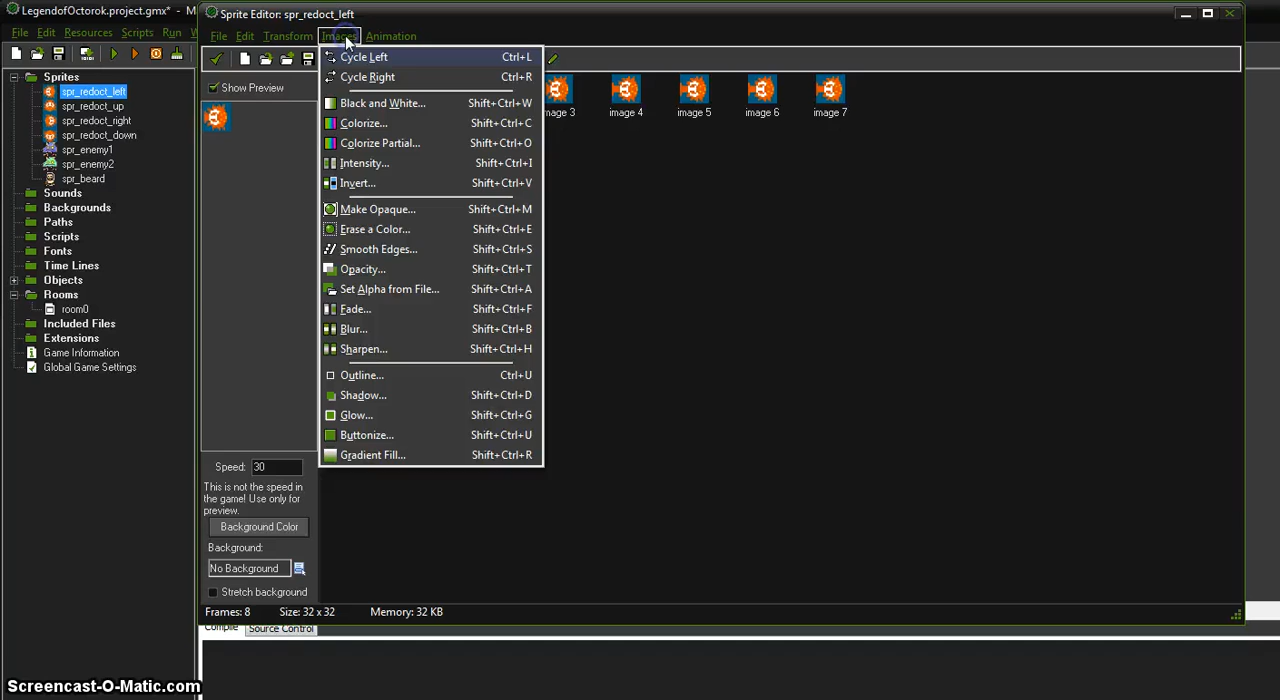 LegendofOctorok.project.gmx* - M
File Edit Resources Scripts Run W
Sprites
spr_redoct_left
spr_redoct_up
spr_redoct_right
spr_redoct_down
spr_enemy1
spr_enemy2
spr_beard
Sounds
Backgrounds
Paths
Scripts
Fonts
Time Lines
Objects
Rooms
room0
Included Files
Extensions
Game Information
Global Game Settings
Sprite Editor: spr_redoct_left
File Edit Transform Images Animation
Show Preview
Cycle Left Ctrl+L
Cycle Right Ctrl+R
Black and White... Shift+Ctrl+W
Colorize... Shift+Ctrl+C
Colorize Partial... Shift+Ctrl+O
Intensity... Shift+Ctrl+I
Invert... Shift+Ctrl+V
Make Opaque... Shift+Ctrl+M
Erase a Color... Shift+Ctrl+E
Smooth Edges... Shift+Ctrl+S
Opacity... Shift+Ctrl+T
Set Alpha from File... Shift+Ctrl+A
Fade... Shift+Ctrl+F
Blur... Shift+Ctrl+B
Sharpen... Shift+Ctrl+H
Outline... Ctrl+U
Shadow... Shift+Ctrl+D
Glow... Shift+Ctrl+G
Buttonize... Shift+Ctrl+U
Gradient Fill... Shift+Ctrl+R
mage 3 image 4 image 5 image 6 image 7
Speed: 30
This is not the speed in
the game! Use only for
preview.
Background Color
Background:
No Background
Stretch background
Frames: 8 Size: 32 x 32 Memory: 32 KB
Compile Source Control
Screencast-O-Matic.com